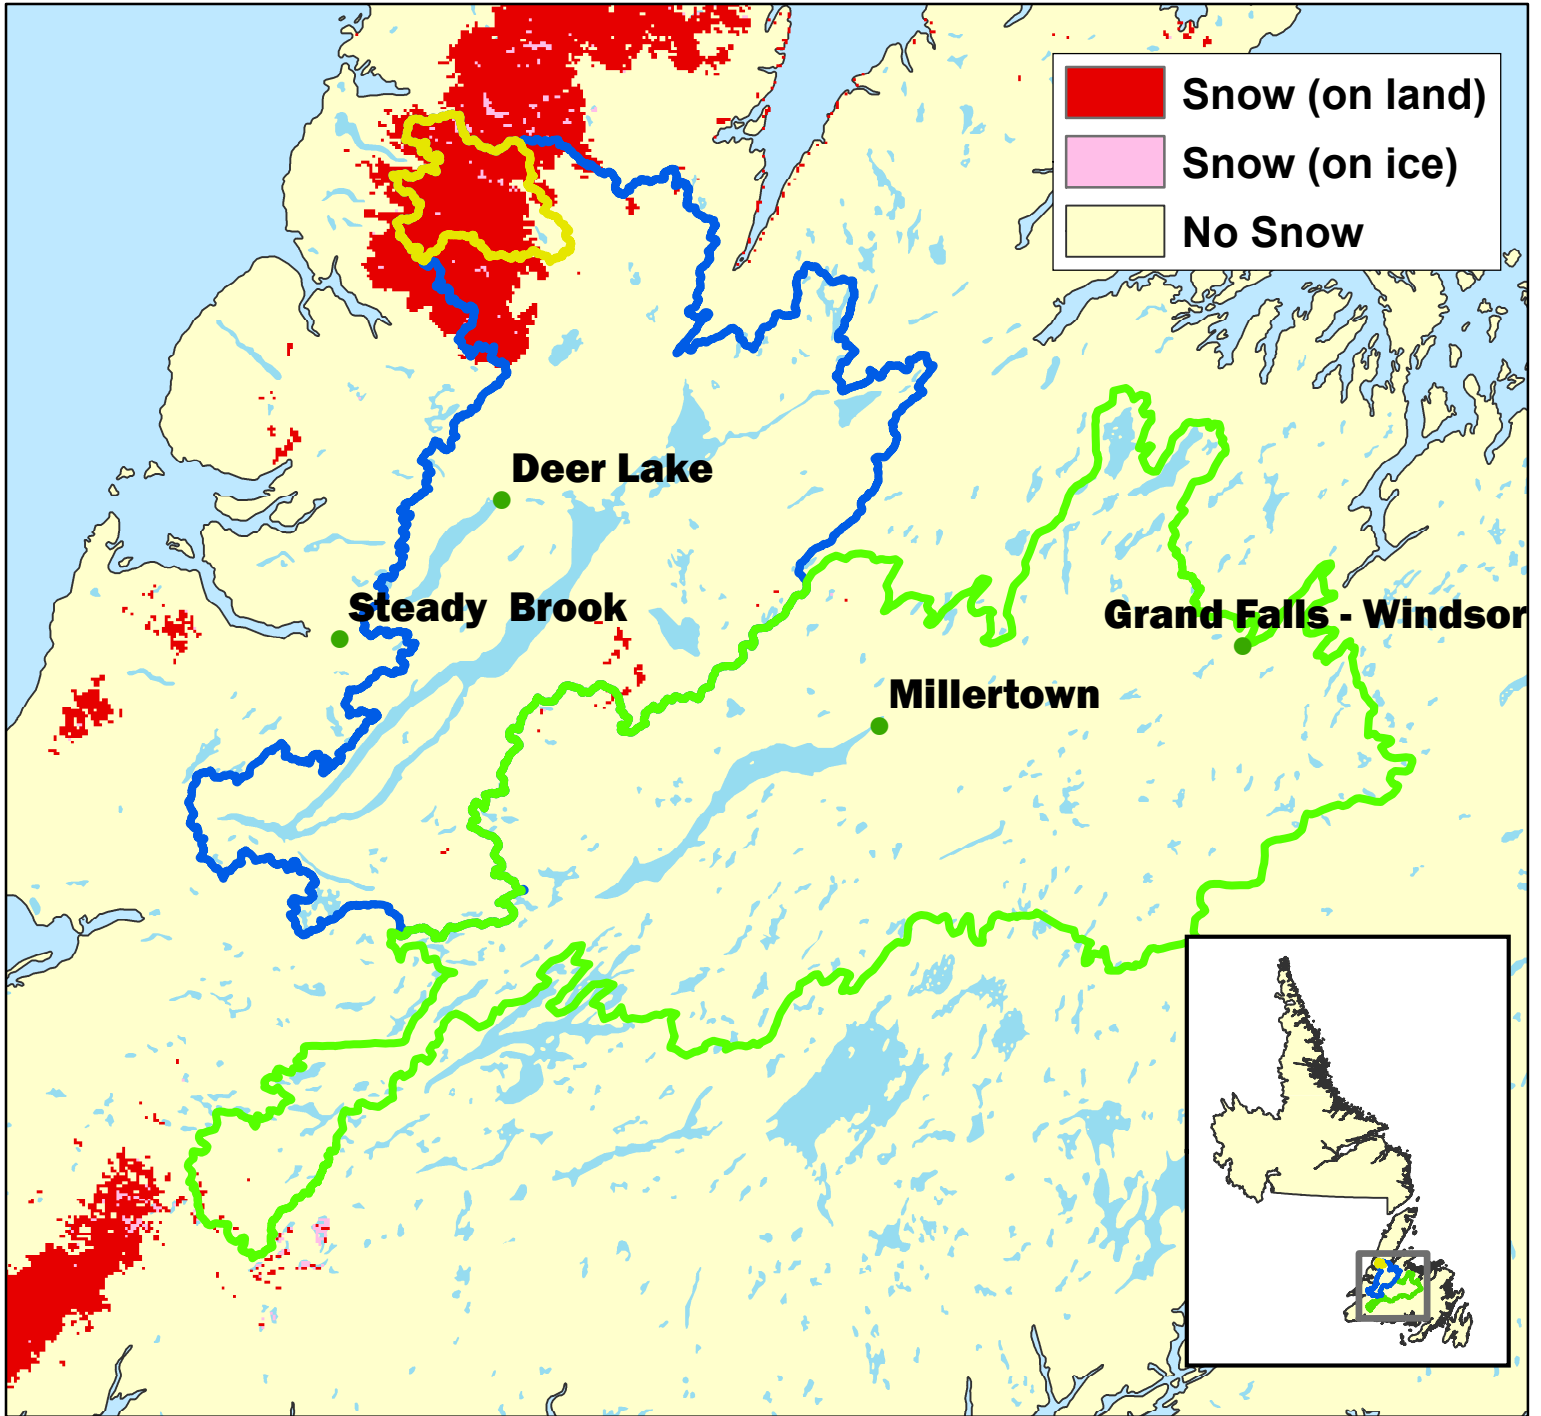 Snow (on land)
Snow (on ice)
No Snow
Deer Lake
Steady Brook
Grand Falls - Windsor
Millertown